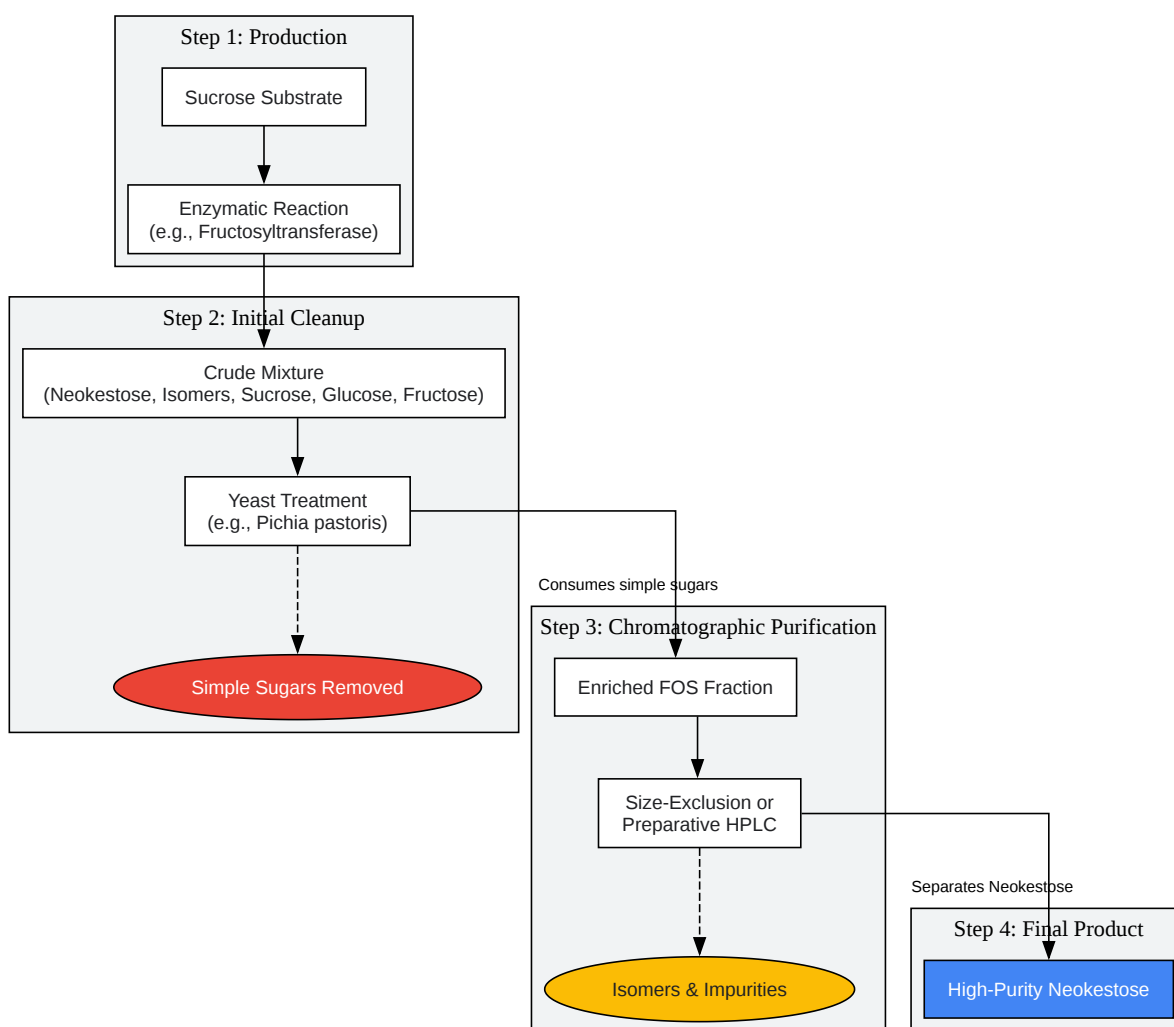 Step 1: Production
Sucrose Substrate
Enzymatic Reaction
(e.g., Fructosyltransferase)
Step 2: Initial Cleanup
Crude Mixture
(Neokestose, Isomers, Sucrose, Glucose, Fructose)
Yeast Treatment
(e.g., Pichia pastoris)
Simple Sugars Removed
Consumes simple sugars
Step 3: Chromatographic Purification
Enriched FOS Fraction
Size-Exclusion or
Preparative HPLC
Isomers & Impurities
Separates Neokestose
Step 4: Final Product
High-Purity Neokestose